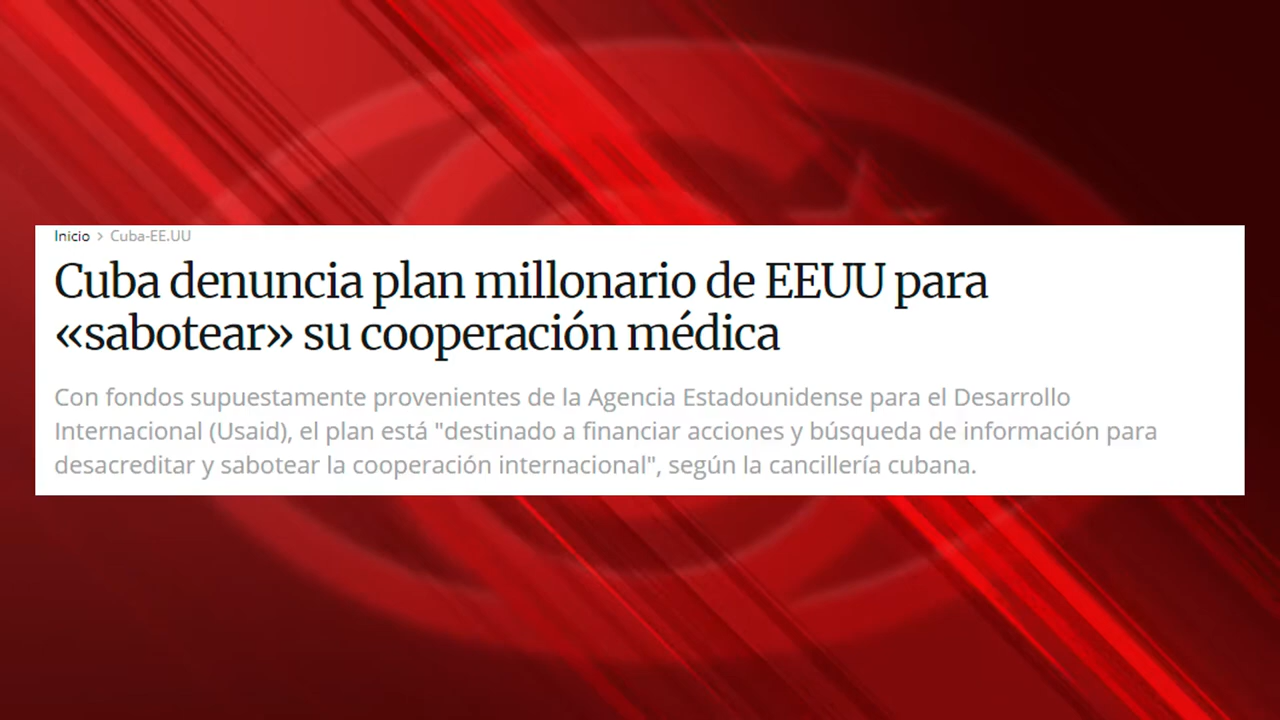 Inicio > Cuba-EE.UU
Cuba denuncia plan millonario de EEUU para
«sabotear» su cooperación médica
Con fondos supuestamente provenientes de la Agencia Estadounidense para el Desarrollo
Internacional (Usaid), el plan está "destinado a financiar acciones y búsqueda de información para
desacreditar y sabotear la cooperación internacional", según la cancillería cubana.